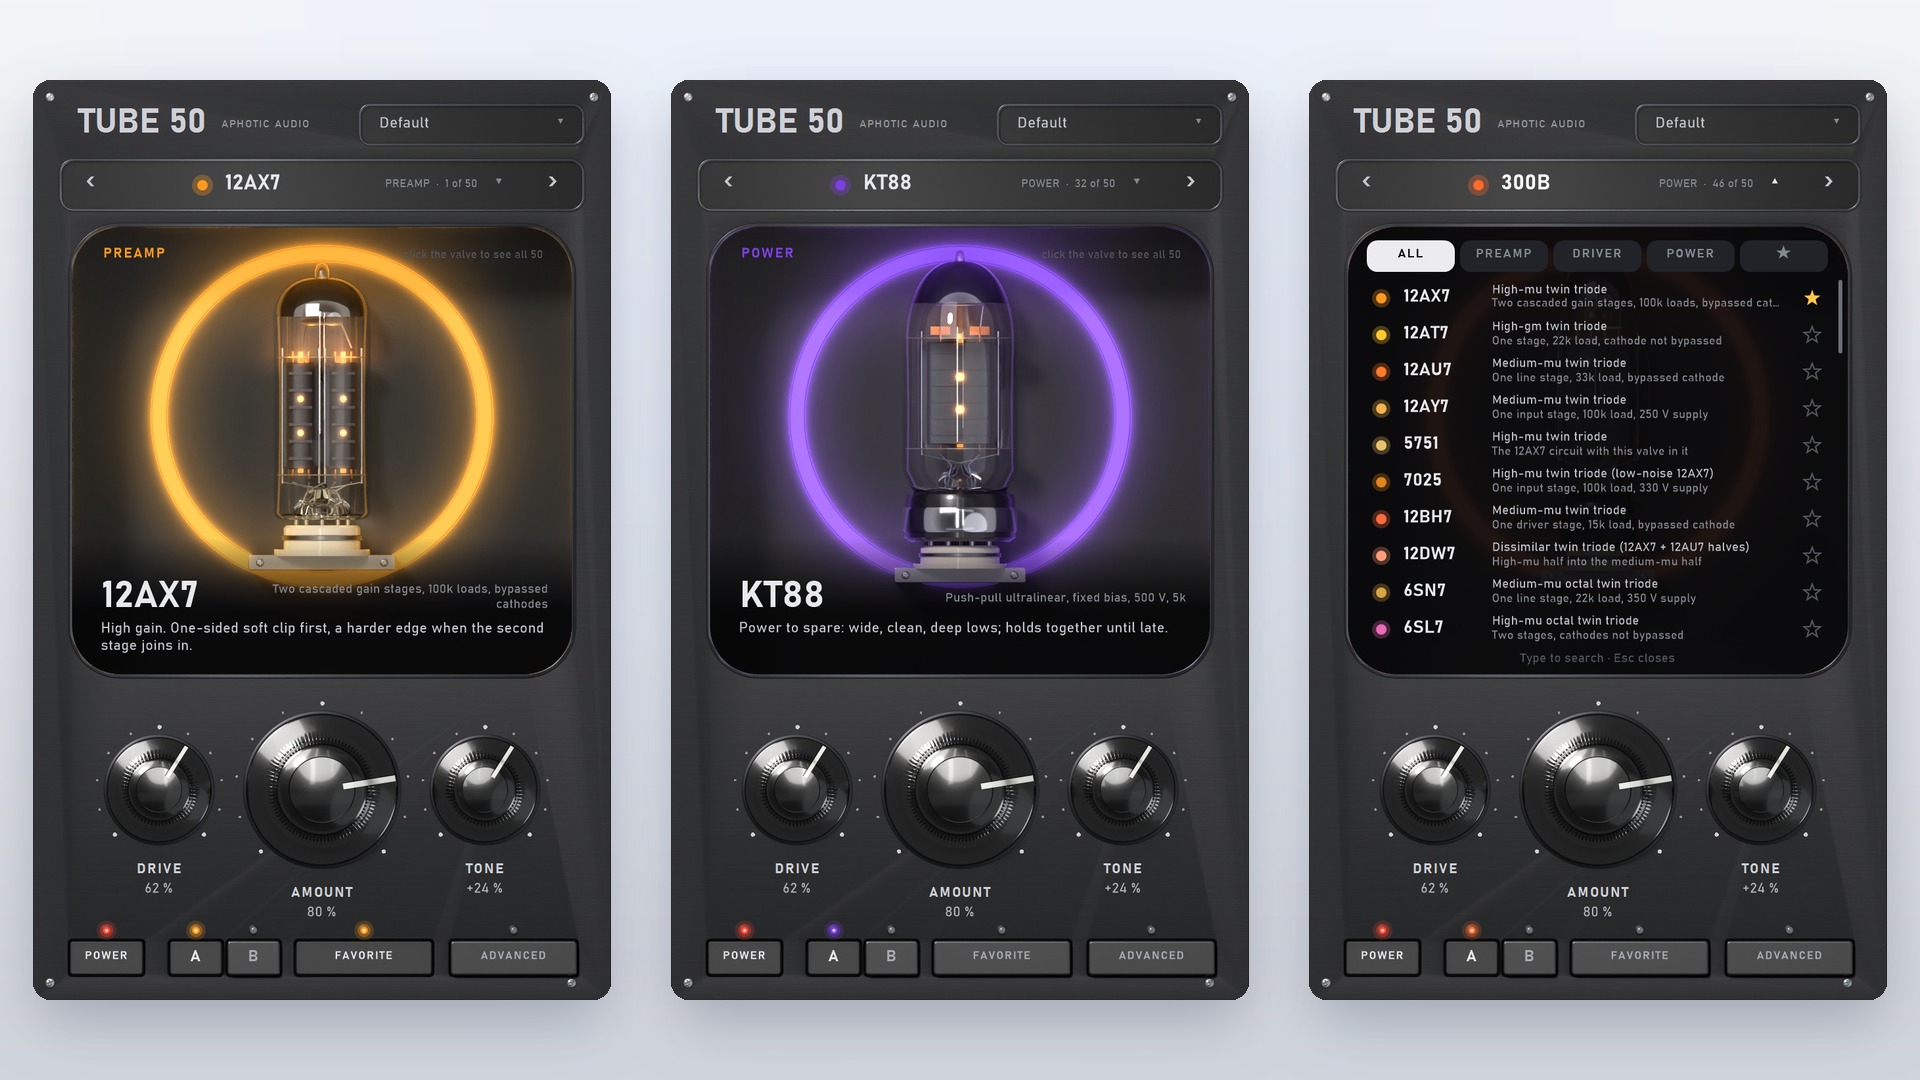 TUBE 50 APHOTIC AUDIO Default
12AX7 PREAMP · 1 of 50
PREAMP click the valve to see all 50
12AX7 Two cascaded gain stages, 100k loads, bypassed
cathodes
High gain. One-sided soft clip first, a harder edge when the second
stage joins in.
DRIVE
62 %
AMOUNT
80 %
TONE
+24 %
POWER A B FAVORITE ADVANCED
TUBE 50 APHOTIC AUDIO Default
KT88 POWER · 32 of 50
POWER click the valve to see all 50
KT88 Push-pull ultralinear, fixed bias, 500 V, 5k
Power to spare: wide, clean, deep lows; holds together until late.
DRIVE
62 %
AMOUNT
80 %
TONE
+24 %
POWER A B FAVORITE ADVANCED
TUBE 50 APHOTIC AUDIO Default
300B POWER · 46 of 50
ALL PREAMP DRIVER POWER ★
12AX7 High-mu twin triode
Two cascaded gain stages, 100k loads, bypassed cat...
12AT7 High-gm twin triode
One stage, 22k load, cathode not bypassed
12AU7 Medium-mu twin triode
One line stage, 33k load, bypassed cathode
12AY7 Medium-mu twin triode
One input stage, 100k load, 250 V supply
5751 High-mu twin triode
The 12AX7 circuit with this valve in it
7025 High-mu twin triode (low-noise 12AX7)
One input stage, 100k load, 330 V supply
12BH7 Medium-mu twin triode
One driver stage, 15k load, bypassed cathode
12DW7 Dissimilar twin triode (12AX7 + 12AU7 halves)
High-mu half into the medium-mu half
6SN7 Medium-mu octal twin triode
One line stage, 22k load, 350 V supply
6SL7 High-mu octal twin triode
Two stages, cathodes not bypassed
Type to search · Esc closes
DRIVE
62 %
AMOUNT
80 %
TONE
+24 %
POWER A B FAVORITE ADVANCED